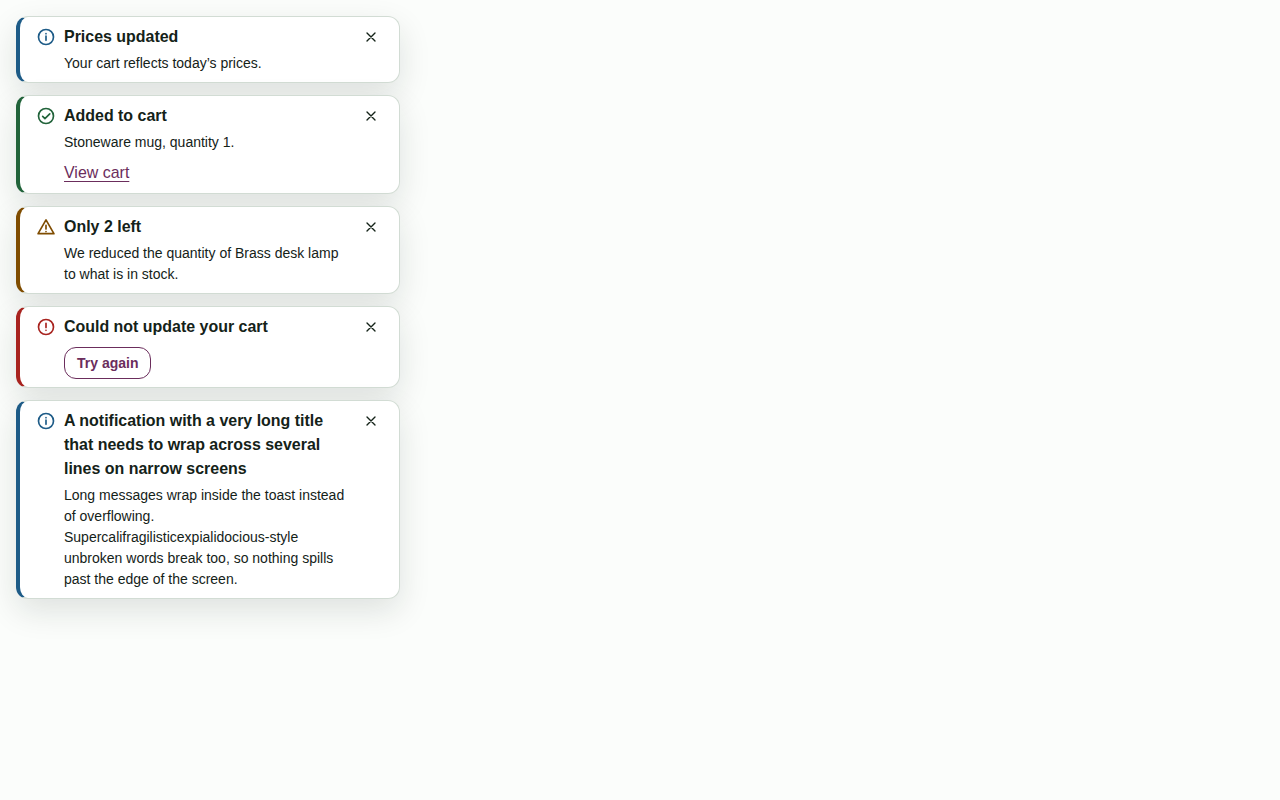 Prices updated
Your cart reflects today’s prices.
Added to cart
Stoneware mug, quantity 1.
View cart
Only 2 left
We reduced the quantity of Brass desk lamp
to what is in stock.
Could not update your cart
Try again
A notification with a very long title
that needs to wrap across several
lines on narrow screens
Long messages wrap inside the toast instead
of overflowing.
Supercalifragilisticexpialidocious-style
unbroken words break too, so nothing spills
past the edge of the screen.